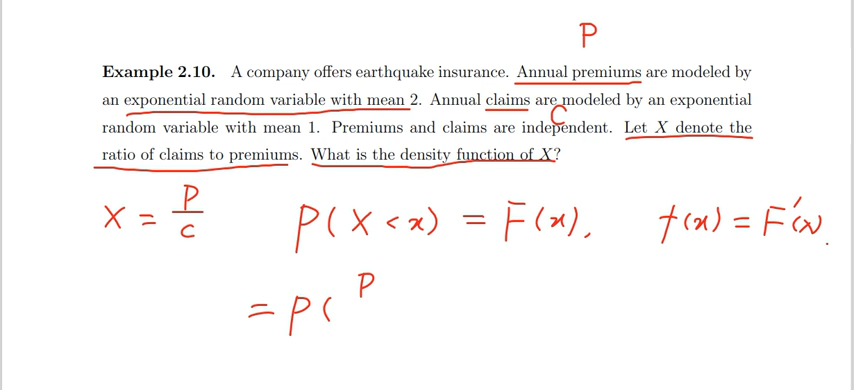 P
Example 2.10. A company offers earthquake insurance. Annual premiums are modeled by
an exponential random variable with mean 2. Annual claims are modeled by an exponential
C
random variable with mean 1. Premiums and claims are independent. Let X denote the
ratio of claims to premiums. What is the density function of X?
X = P/C P(X < x) = F(x), f(x) = F'(x).
= P( P